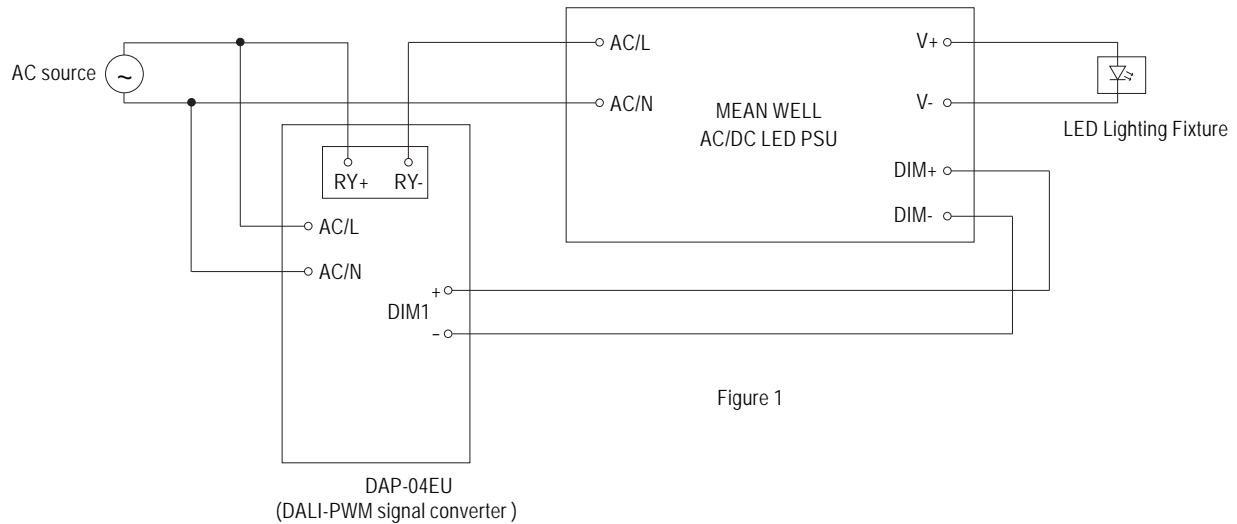 AC source
~
AC/L
AC/N
MEAN WELL
AC/DC LED PSU
V+
V-
DIM+
DIM-
LED Lighting Fixture
RY+ RY-
AC/L
AC/N
DIM1
+
–
Figure 1
DAP-04EU
(DALI-PWM signal converter )